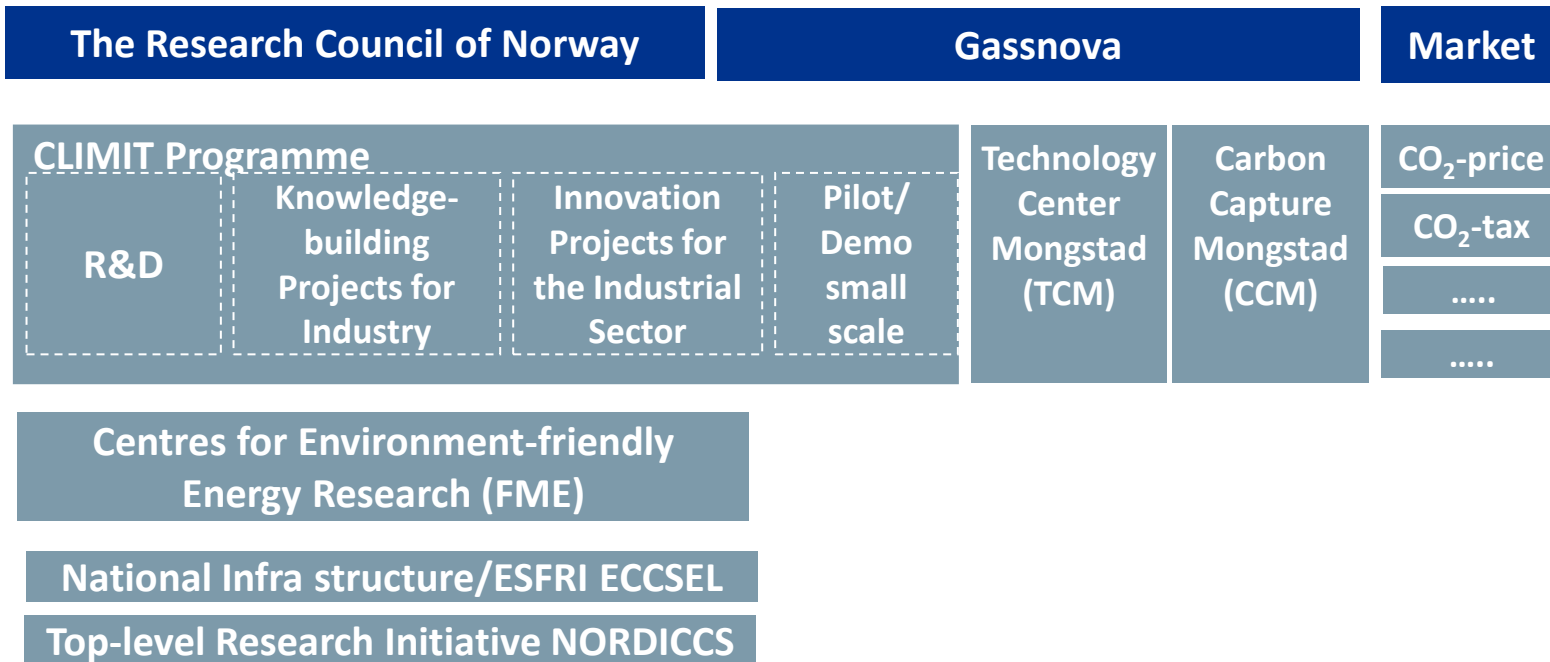 The Research Council of Norway
Gassnova
Market
CLIMIT Programme
R&D
Knowledge-
building
Projects for
Industry
Innovation
Projects for
the Industrial
Sector
Pilot/
Demo
small
scale
Technology
Center
Mongstad
(TCM)
Carbon
Capture
Mongstad
(CCM)
CO₂-price
CO₂-tax
.....
.....
Centres for Environment-friendly
Energy Research (FME)
National Infra structure/ESFRI ECCSEL
Top-level Research Initiative NORDICCS